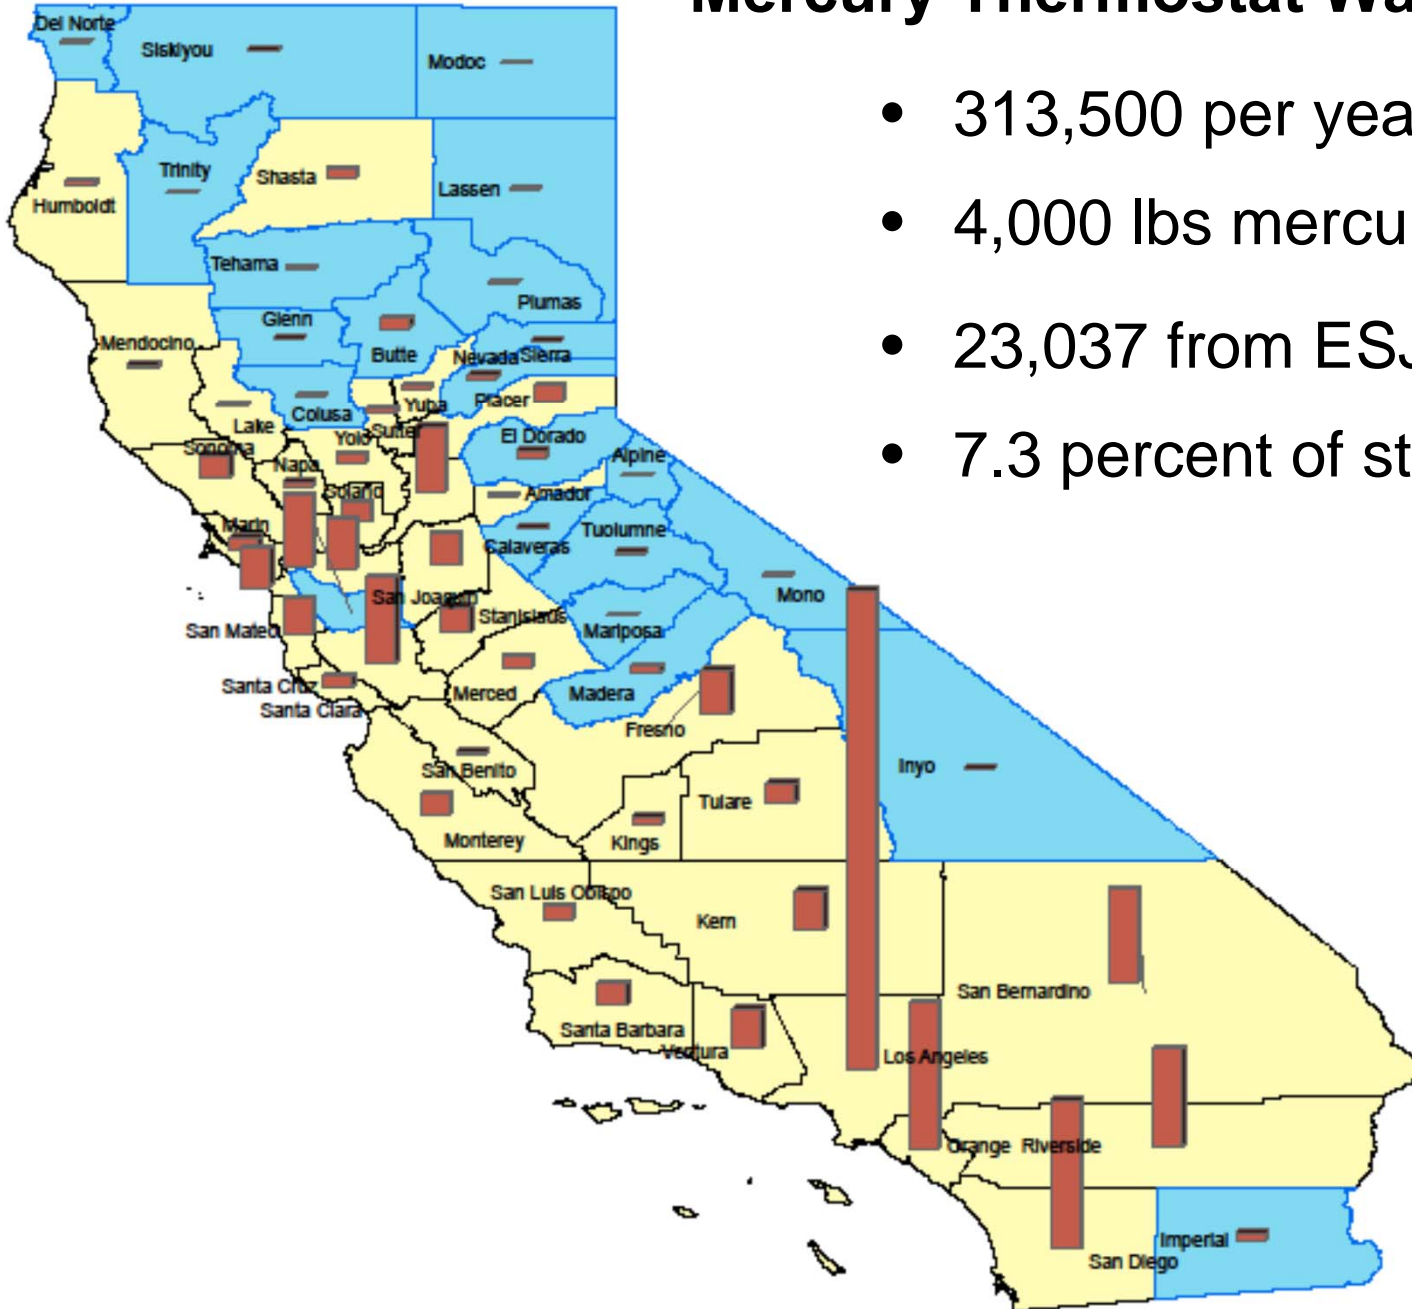 Mercury Thermostat Wa
• 313,500 per yea
• 4,000 lbs mercu
• 23,037 from ESJ
• 7.3 percent of st
Del Norte
Siskiyou
Modoc
Humboldt
Trinity
Shasta
Lassen
Tehama
Plumas
Mendocino
Glenn
Butte
Nevada
Sierra
Lake
Colusa
Yuba
Placer
Sutter
Yolo
Sonoma
Napa
El Dorado
Alpine
Solano
Amador
Marin
Calaveras
Tuolumne
San Joaquin
Stanislaus
Mono
San Mateo
Mariposa
Santa Cruz
Santa Clara
Merced
Madera
Fresno
San Benito
Inyo
Tulare
Monterey
Kings
San Luis Obispo
Kern
San Bernardino
Santa Barbara
Ventura
Los Angeles
Orange
Riverside
San Diego
Imperial